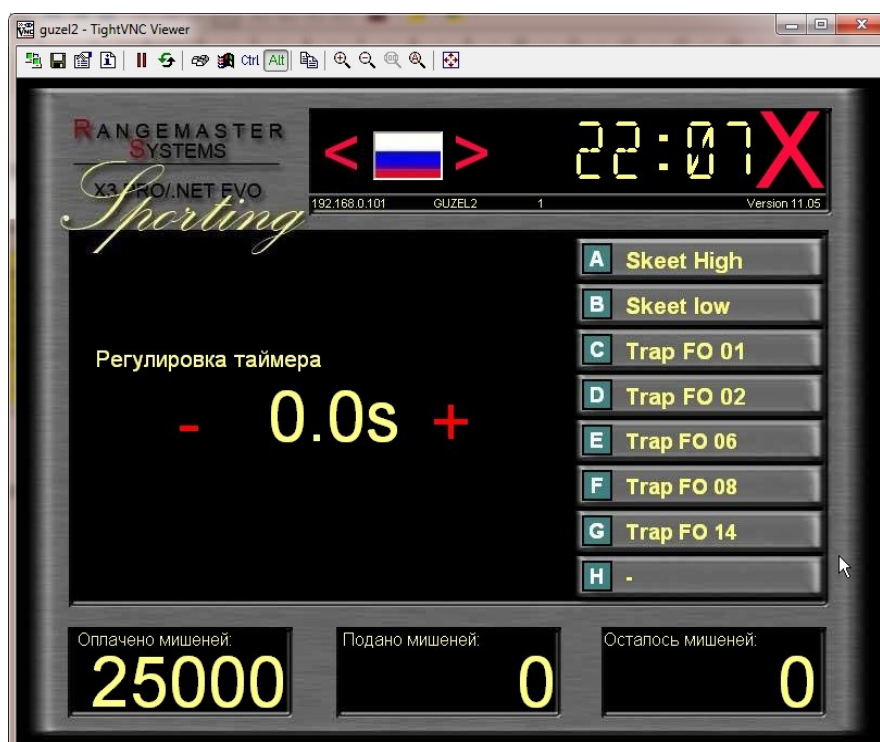 guzel2 - TightVNC Viewer
Ctrl Alt
RANGEMASTER
SYSTEMS
X3 PRO/.NET EVO
Sporting
< >
22:07 X
192.168.0.101 GUZEL2 1 Version 11.05
Регулировка таймера
- 0.0s +
A Skeet High
B Skeet low
C Trap FO 01
D Trap FO 02
E Trap FO 06
F Trap FO 08
G Trap FO 14
H -
Оплачено мишеней:
25000
Подано мишеней:
0
Осталось мишеней:
0